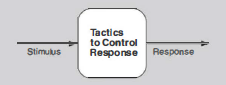 Tactics
to Control
Response
Stimulus
Response